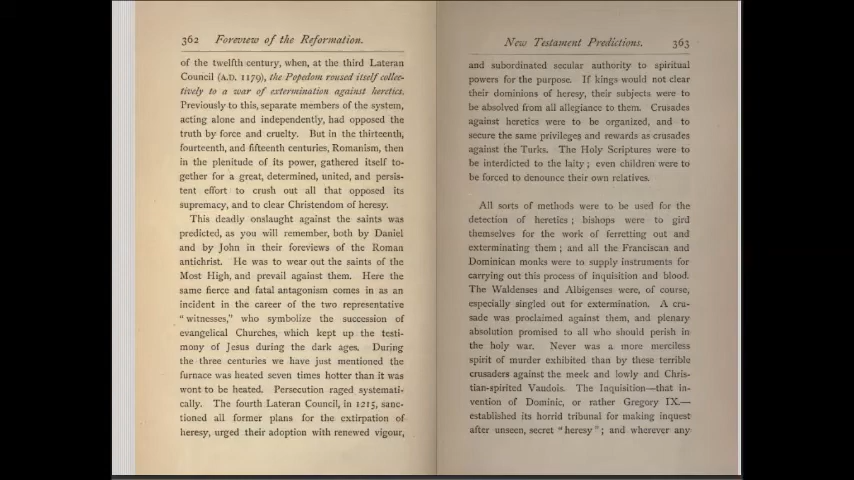 362 Foreview of the Reformation.
of the twelfth century, when, at the third Lateran
Council (A.D. 1179), the Popedom roused itself collec-
tively to a war of extermination against heretics.
Previously to this, separate members of the system,
acting alone and independently, had opposed the
truth by force and cruelty. But in the thirteenth,
fourteenth, and fifteenth centuries, Romanism, then
in the plenitude of its power, gathered itself to-
gether for a great, determined, united, and persis-
tent effort to crush out all that opposed its
supremacy, and to clear Christendom of heresy.
This deadly onslaught against the saints was
predicted, as you will remember, both by Daniel
and by John in their foreviews of the Roman
antichrist. He was to wear out the saints of the
Most High, and prevail against them. Here the
same fierce and fatal antagonism comes in as an
incident in the career of the two representative
"witnesses," who symbolize the succession of
evangelical Churches, which kept up the testi-
mony of Jesus during the dark ages. During
the three centuries we have just mentioned the
furnace was heated seven times hotter than it was
wont to be heated. Persecution raged systemati-
cally. The fourth Lateran Council, in 1215, sanc-
tioned all former plans for the extirpation of
heresy, urged their adoption with renewed vigour,
New Testament Predictions. 363
and subordinated secular authority to spiritual
powers for the purpose. If kings would not clear
their dominions of heresy, their subjects were to
be absolved from all allegiance to them. Crusades
against heretics were to be organized, and to
secure the same privileges and rewards as crusades
against the Turks. The Holy Scriptures were to
be interdicted to the laity; even children were to
be forced to denounce their own relatives.
All sorts of methods were to be used for the
detection of heretics; bishops were to gird
themselves for the work of ferreting out and
exterminating them; and all the Franciscan and
Dominican monks were to supply instruments for
carrying out this process of inquisition and blood.
The Waldenses and Albigenses were, of course,
especially singled out for extermination. A cru-
sade was proclaimed against them, and plenary
absolution promised to all who should perish in
the holy war. Never was a more merciless
spirit of murder exhibited than by these terrible
crusaders against the meek and lowly and Chris-
tian-spirited Vaudois. The Inquisition—that in-
vention of Dominic, or rather Gregory IX.—
established its horrid tribunal for making inquest
after unseen, secret "heresy"; and wherever any